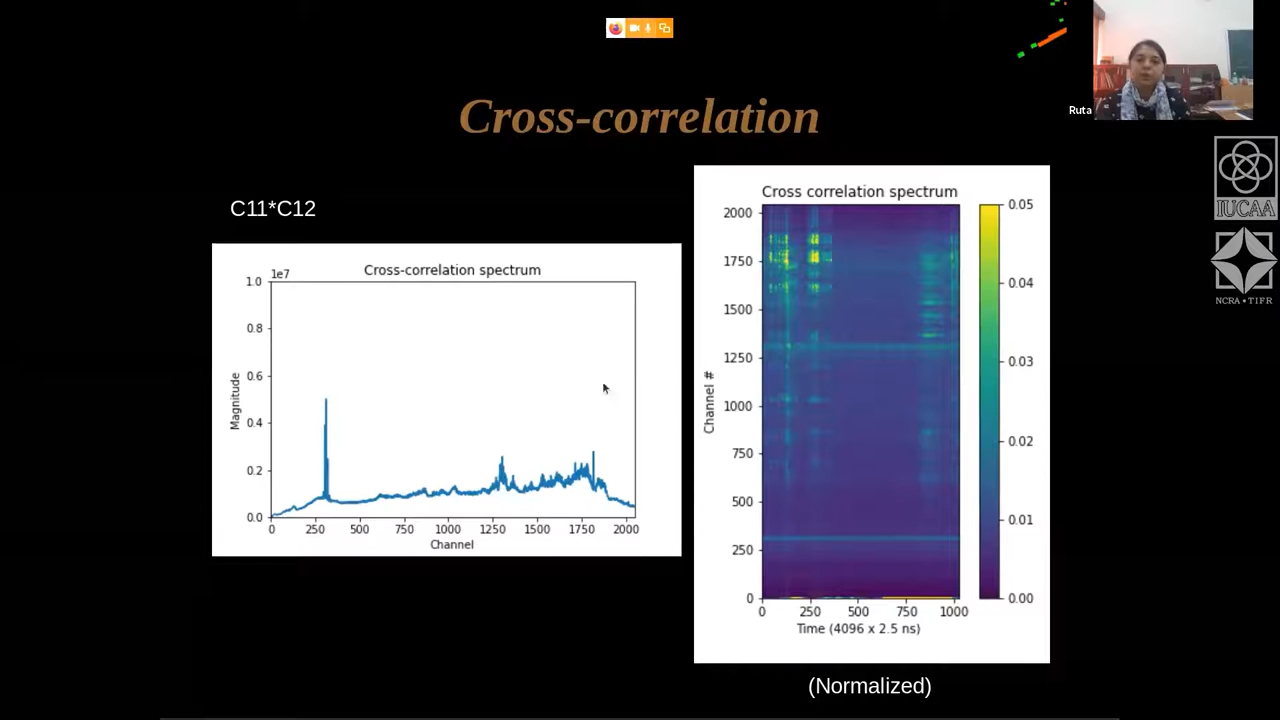 Ruta
Cross-correlation
IUCAA
NCRA•TIFR
C11*C12
Cross-correlation spectrum
1e7
1.0
0.8
0.6
0.4
0.2
0.0
Magnitude
0 250 500 750 1000 1250 1500 1750 2000
Channel
Cross correlation spectrum
2000
1750
1500
1250
1000
750
500
250
0
Channel #
0 250 500 750 1000
Time (4096 x 2.5 ns)
0.05
0.04
0.03
0.02
0.01
0.00
(Normalized)